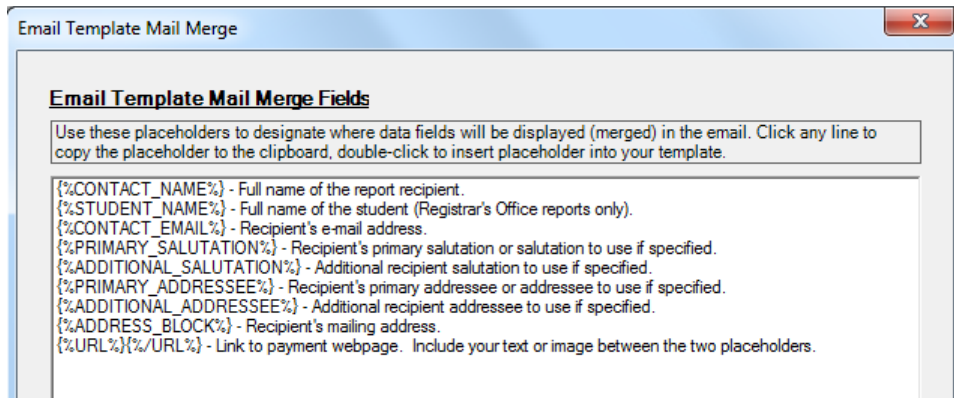 Email Template Mail Merge
Email Template Mail Merge Fields
Use these placeholders to designate where data fields will be displayed (merged) in the email. Click any line to
copy the placeholder to the clipboard, double-click to insert placeholder into your template.
{%CONTACT_NAME%} - Full name of the report recipient.
{%STUDENT_NAME%} - Full name of the student (Registrar's Office reports only).
{%CONTACT_EMAIL%} - Recipient's e-mail address.
{%PRIMARY_SALUTATION%} - Recipient's primary salutation or salutation to use if specified.
{%ADDITIONAL_SALUTATION%} - Additional recipient salutation to use if specified.
{%PRIMARY_ADDRESSEE%} - Recipient's primary addressee or addressee to use if specified.
{%ADDITIONAL_ADDRESSEE%} - Additional recipient addressee to use if specified.
{%ADDRESS_BLOCK%} - Recipient's mailing address.
{%URL%}{%/URL%} - Link to payment webpage.  Include your text or image between the two placeholders.